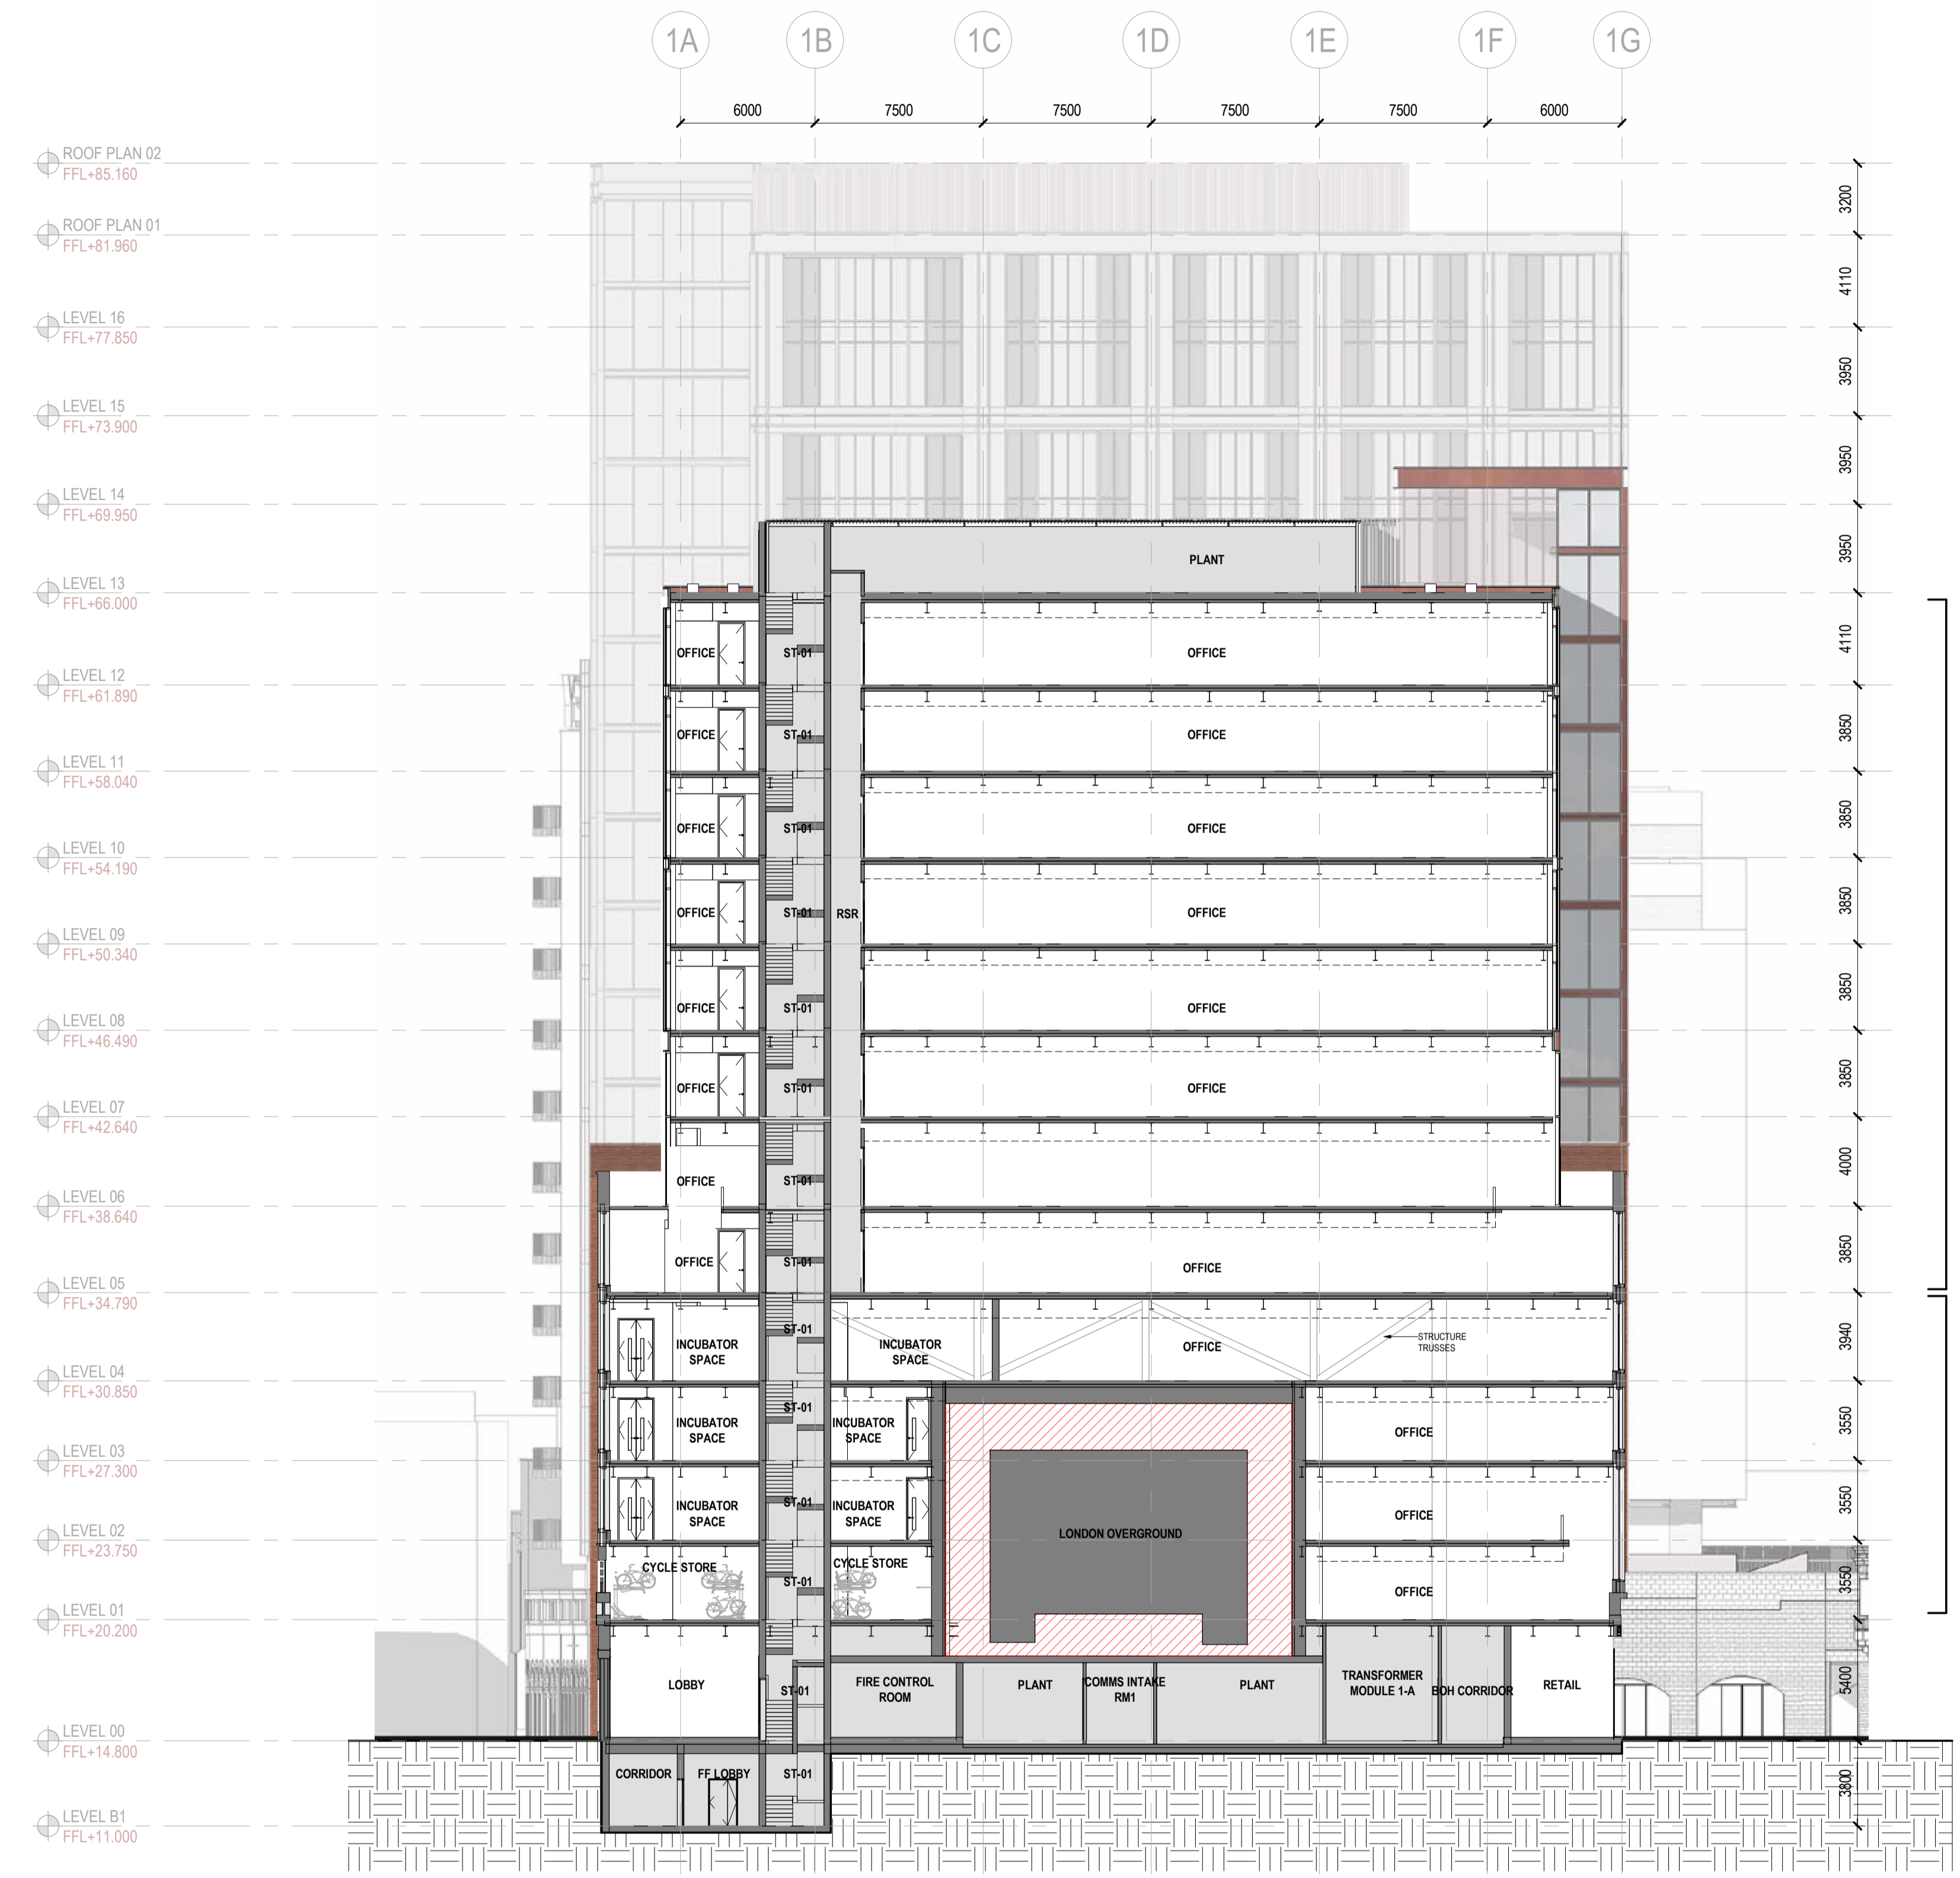 1A 1B 1C 1D 1E 1F 1G
6000 7500 7500 7500 7500 6000
ROOF PLAN 02
FFL+85.160
3200
ROOF PLAN 01
FFL+81.960
4110
LEVEL 16
FFL+77.850
3950
LEVEL 15
FFL+73.900
3950
LEVEL 14
FFL+69.950
3950
PLANT
LEVEL 13
FFL+66.000
4110
OFFICE ST-01 OFFICE
LEVEL 12
FFL+61.890
3850
OFFICE ST-01 OFFICE
LEVEL 11
FFL+58.040
3850
OFFICE ST-01 OFFICE
LEVEL 10
FFL+54.190
3850
OFFICE ST-01 RSR OFFICE
LEVEL 09
FFL+50.340
3850
OFFICE ST-01 OFFICE
LEVEL 08
FFL+46.490
3850
OFFICE ST-01 OFFICE
LEVEL 07
FFL+42.640
4000
OFFICE ST-01
LEVEL 06
FFL+38.640
3850
OFFICE ST-01 OFFICE
LEVEL 05
FFL+34.790
3940
ST-01
INCUBATOR
SPACE
INCUBATOR
SPACE
OFFICE
STRUCTURE
TRUSSES
LEVEL 04
FFL+30.850
3550
ST-01
INCUBATOR
SPACE
INCUBATOR
SPACE
OFFICE
LEVEL 03
FFL+27.300
3550
INCUBATOR
SPACE
ST-01
INCUBATOR
SPACE
OFFICE
LONDON OVERGROUND
LEVEL 02
FFL+23.750
3550
CYCLE STORE ST-01 CYCLE STORE OFFICE
LEVEL 01
FFL+20.200
5400
LOBBY ST-01
FIRE CONTROL
ROOM
PLANT
COMMS INTAKE
RM1
PLANT
TRANSFORMER
MODULE 1-A
BOH CORRIDOR
RETAIL
LEVEL 00
FFL+14.800
3800
CORRIDOR FF LOBBY ST-01
LEVEL B1
FFL+11.000